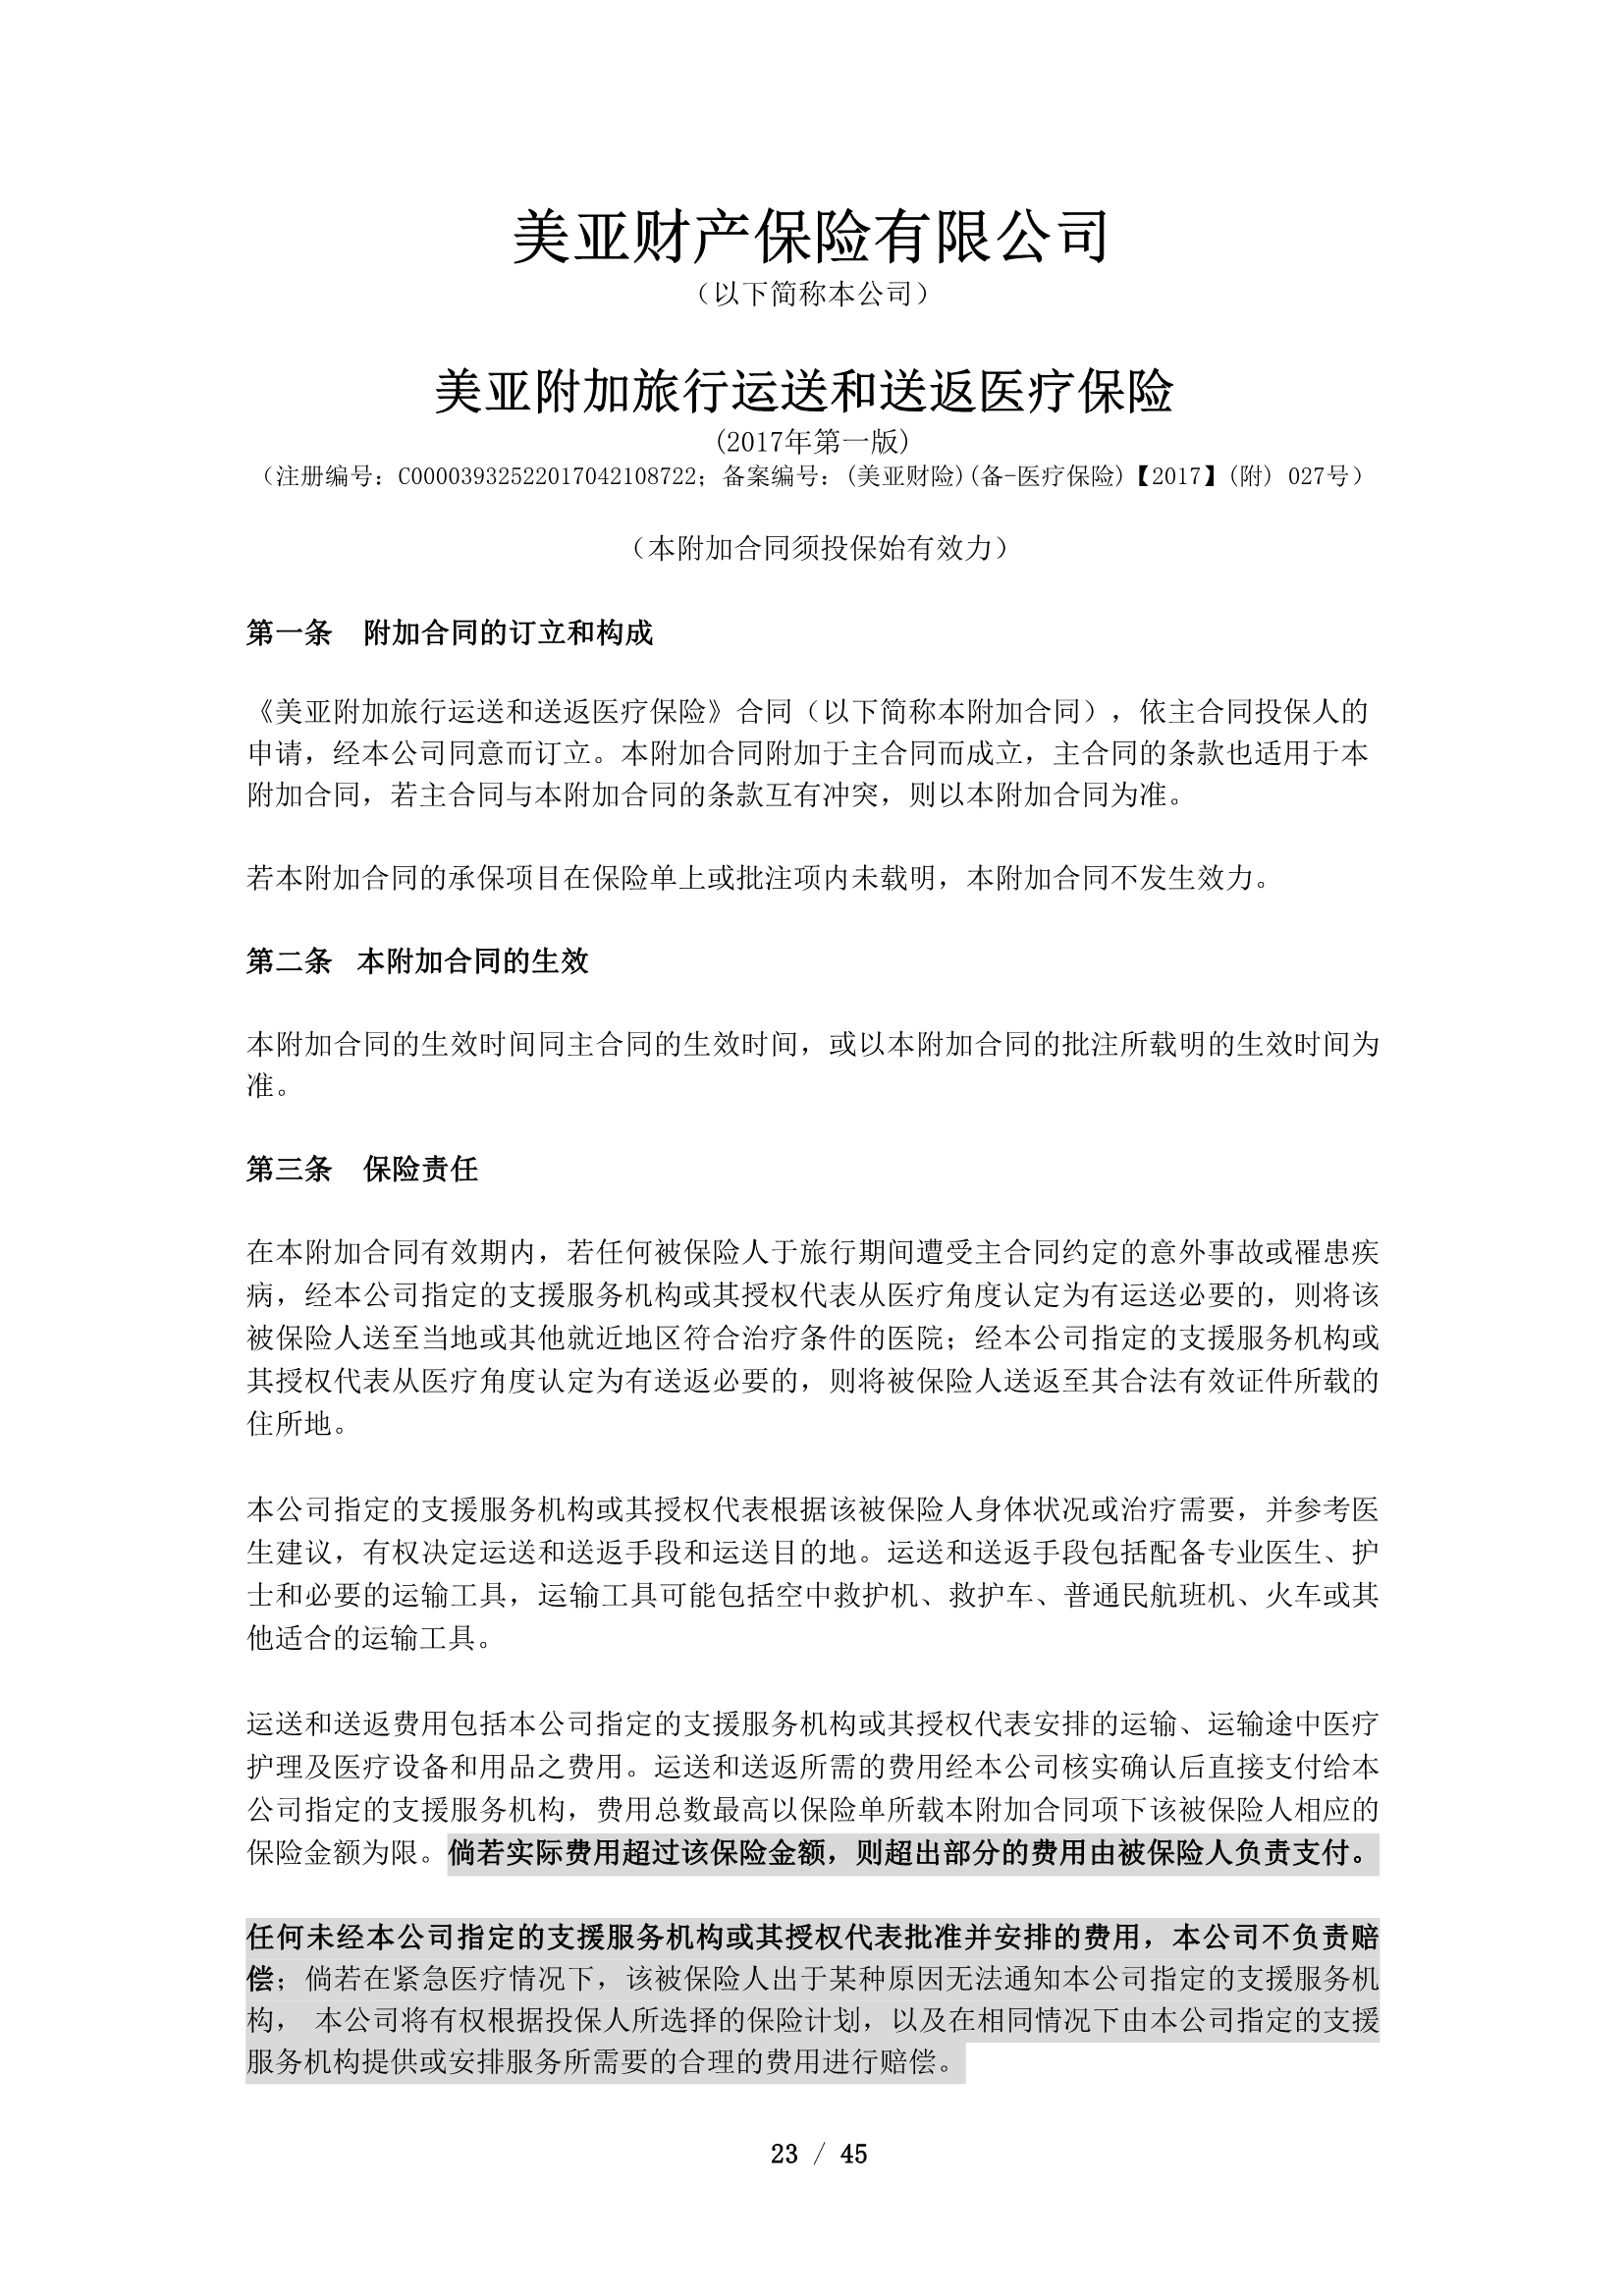 美亚财产保险有限公司
（以下简称本公司）
美亚附加旅行运送和送返医疗保险
(2017年第一版)
（注册编号：C00003932522017042108722；备案编号：(美亚财险)(备-医疗保险)【2017】(附) 027号）
（本附加合同须投保始有效力）
第一条 附加合同的订立和构成
《美亚附加旅行运送和送返医疗保险》合同（以下简称本附加合同），依主合同投保人的
申请，经本公司同意而订立。本附加合同附加于主合同而成立，主合同的条款也适用于本
附加合同，若主合同与本附加合同的条款互有冲突，则以本附加合同为准。
若本附加合同的承保项目在保险单上或批注项内未载明，本附加合同不发生效力。
第二条 本附加合同的生效
本附加合同的生效时间同主合同的生效时间，或以本附加合同的批注所载明的生效时间为
准。
第三条 保险责任
在本附加合同有效期内，若任何被保险人于旅行期间遭受主合同约定的意外事故或罹患疾
病，经本公司指定的支援服务机构或其授权代表从医疗角度认定为有运送必要的，则将该
被保险人送至当地或其他就近地区符合治疗条件的医院；经本公司指定的支援服务机构或
其授权代表从医疗角度认定为有送返必要的，则将被保险人送返至其合法有效证件所载的
住所地。
本公司指定的支援服务机构或其授权代表根据该被保险人身体状况或治疗需要，并参考医
生建议，有权决定运送和送返手段和运送目的地。运送和送返手段包括配备专业医生、护
士和必要的运输工具，运输工具可能包括空中救护机、救护车、普通民航班机、火车或其
他适合的运输工具。
运送和送返费用包括本公司指定的支援服务机构或其授权代表安排的运输、运输途中医疗
护理及医疗设备和用品之费用。运送和送返所需的费用经本公司核实确认后直接支付给本
公司指定的支援服务机构，费用总数最高以保险单所载本附加合同项下该被保险人相应的
保险金额为限。倘若实际费用超过该保险金额，则超出部分的费用由被保险人负责支付。
任何未经本公司指定的支援服务机构或其授权代表批准并安排的费用，本公司不负责赔
偿；倘若在紧急医疗情况下，该被保险人出于某种原因无法通知本公司指定的支援服务机
构， 本公司将有权根据投保人所选择的保险计划，以及在相同情况下由本公司指定的支援
服务机构提供或安排服务所需要的合理的费用进行赔偿。
23 / 45